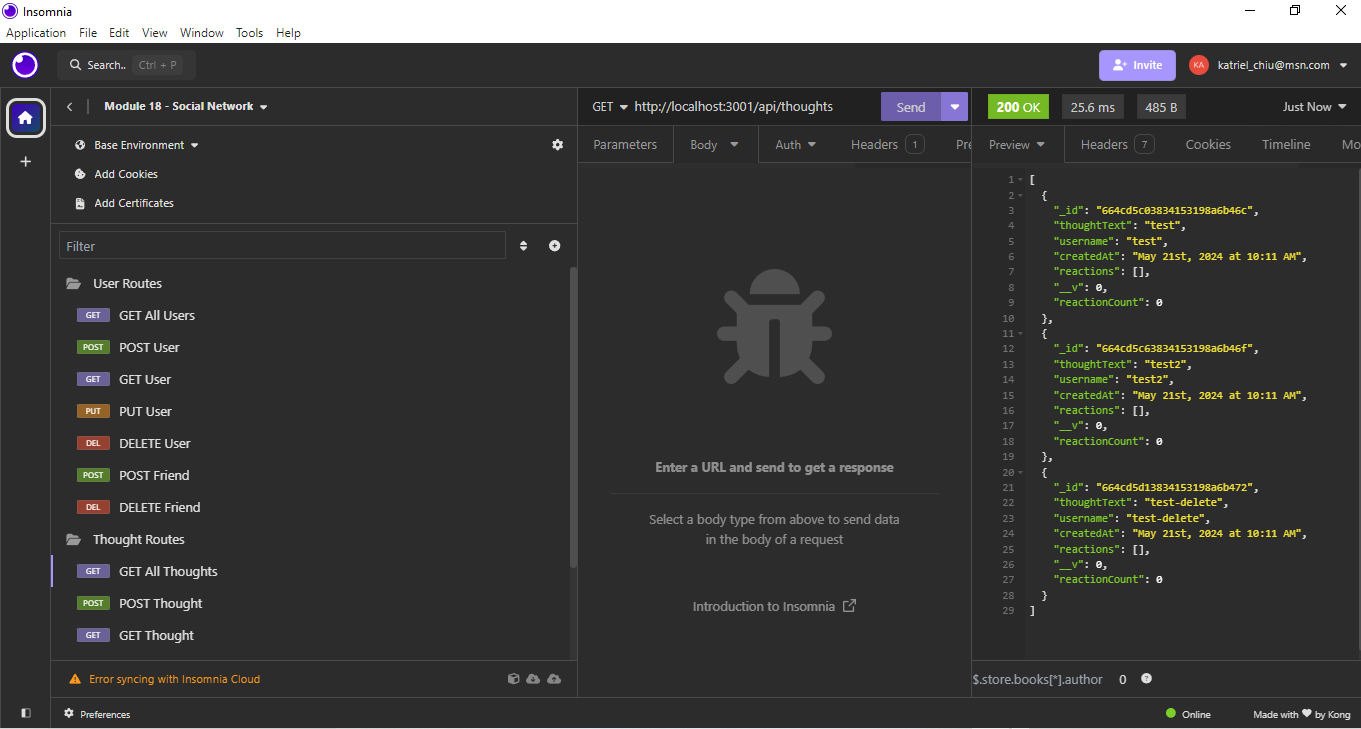 Insomnia
Application File Edit View Window Tools Help
Search.. Ctrl + P
Invite
KA katriel_chiu@msn.com
Module 18 - Social Network
Base Environment
Add Cookies
Add Certificates
Filter
User Routes
GET GET All Users
POST POST User
GET GET User
PUT PUT User
DEL DELETE User
POST POST Friend
DEL DELETE Friend
Thought Routes
GET GET All Thoughts
POST POST Thought
GET GET Thought
Error syncing with Insomnia Cloud
GET http://localhost:3001/api/thoughts Send
Parameters Body Auth Headers 1 Pre
Enter a URL and send to get a response
Select a body type from above to send data
in the body of a request
Introduction to Insomnia
200 OK 25.6 ms 485 B Just Now
Preview Headers 7 Cookies Timeline Mo
1 [
2 {
3 "_id": "664cd5c03834153198a6b46c",
4 "thoughtText": "test",
5 "username": "test",
6 "createdAt": "May 21st, 2024 at 10:11 AM",
7 "reactions": [],
8 "__v": 0,
9 "reactionCount": 0
10 },
11 {
12 "_id": "664cd5c63834153198a6b46f",
13 "thoughtText": "test2",
14 "username": "test2",
15 "createdAt": "May 21st, 2024 at 10:11 AM",
16 "reactions": [],
17 "__v": 0,
18 "reactionCount": 0
19 },
20 {
21 "_id": "664cd5d13834153198a6b472",
22 "thoughtText": "test-delete",
23 "username": "test-delete",
24 "createdAt": "May 21st, 2024 at 10:11 AM",
25 "reactions": [],
26 "__v": 0,
27 "reactionCount": 0
28 }
29 ]
$.store.books[*].author 0
Preferences
Online Made with ♥ by Kong